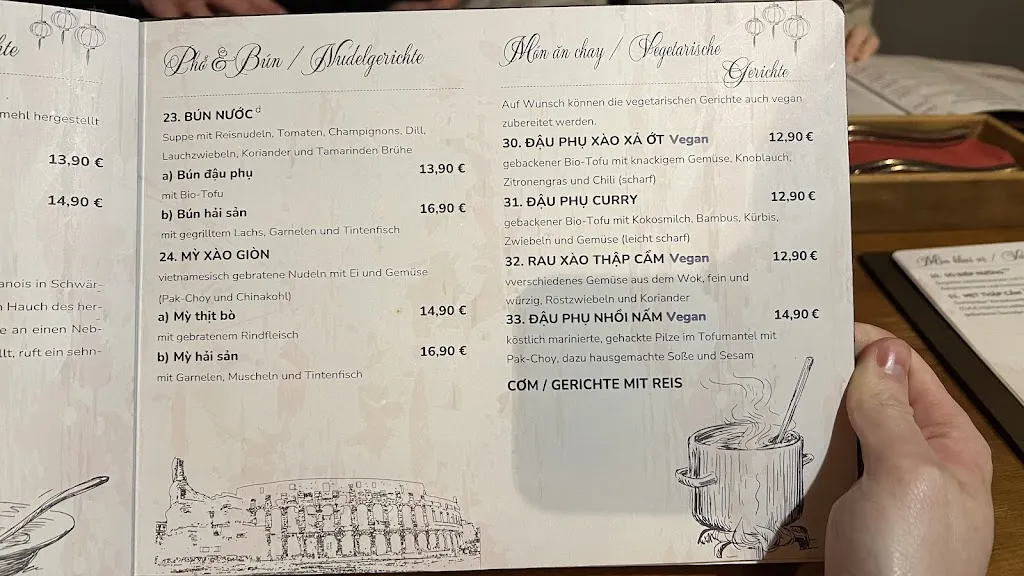 mehl hergestellt
13,90 €
14,90 €
anois in Schwär-
n Hauch des her-
e an einen Neb-
llt, ruft ein sehn-
Phở & Bún / Nudelgerichte
23. BÚN NƯỚC d
Suppe mit Reisnudeln, Tomaten, Champignons, Dill,
Lauchzwiebeln, Koriander und Tamarinden Brühe
a) Bún đậu phụ 13,90 €
mit Bio-Tofu
b) Bún hải sản 16,90 €
mit gegrilltem Lachs, Garnelen und Tintenfisch
24. MỲ XÀO GIÒN
vietnamesisch gebratene Nudeln mit Ei und Gemüse
(Pak-Choy und Chinakohl)
a) Mỳ thịt bò 14,90 €
mit gebratenem Rindfleisch
b) Mỳ hải sản 16,90 €
mit Garnelen, Muscheln und Tintenfisch
Món ăn chay / Vegetarische
Gerichte
Auf Wunsch können die vegetarischen Gerichte auch vegan
zubereitet werden.
30. ĐẬU PHỤ XÀO XẢ ỚT Vegan 12,90 €
gebackener Bio-Tofu mit knackigem Gemüse, Knoblauch,
Zitronengras und Chili (scharf)
31. ĐẬU PHỤ CURRY 12,90 €
gebackener Bio-Tofu mit Kokosmilch, Bambus, Kürbis,
Zwiebeln und Gemüse (leicht scharf)
32. RAU XÀO THẬP CẨM Vegan 12,90 €
vverschiedenes Gemüse aus dem Wok, fein und
würzig, Röstzwiebeln und Koriander
33. ĐẬU PHỤ NHỒI NẤM Vegan 14,90 €
köstlich marinierte, gehackte Pilze im Tofumantel mit
Pak-Choy, dazu hausgemachte Soße und Sesam
CƠM / GERICHTE MIT REIS